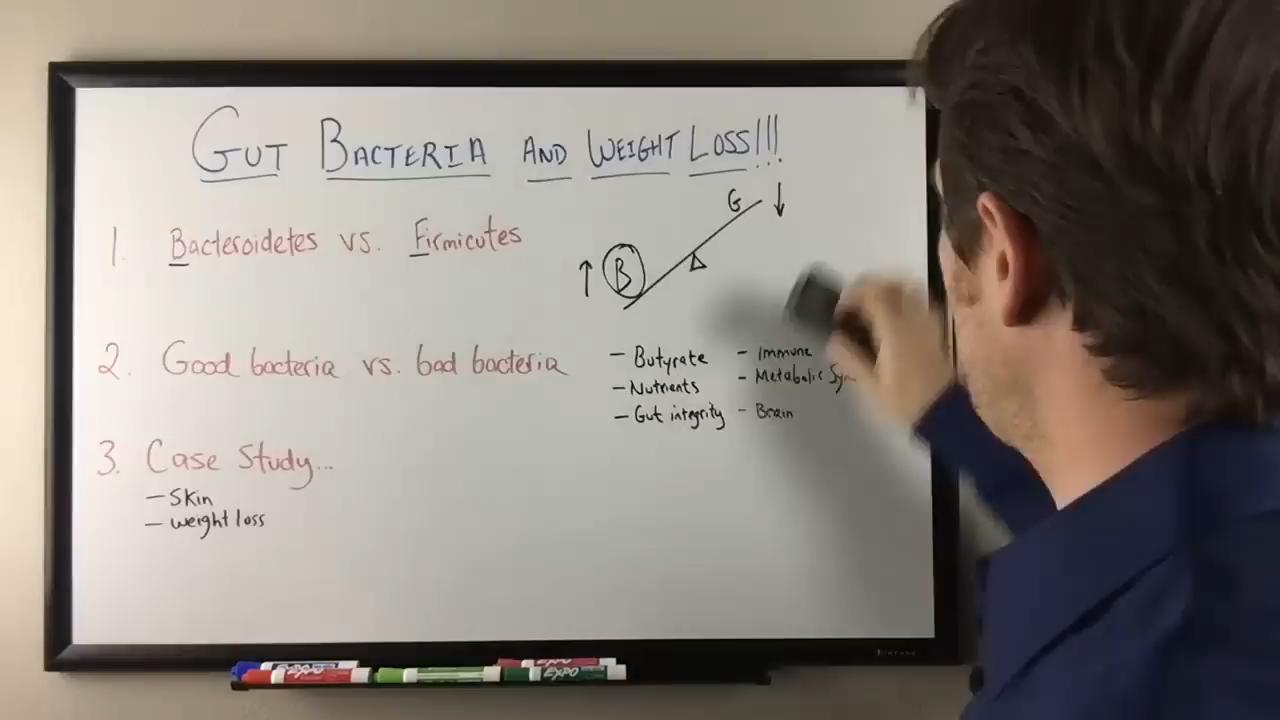 GUT BACTERIA AND WEIGHT LOSS!!!
1. Bacteroidetes vs. Firmicutes
G ↓
↑ B
2. Good bacteria vs. bad bacteria
- Butyrate - Immune
- Nutrients - Metabolic
- Gut integrity - Brain
3. Case Study...
- Skin
- weight loss
EXPO
EXPO